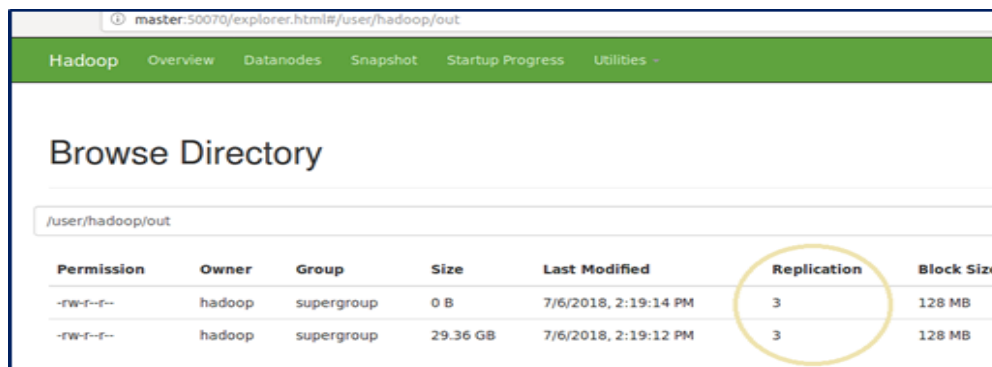 master:50070/explorer.html#/user/hadoop/out
Hadoop Overview Datanodes Snapshot Startup Progress Utilities
Browse Directory
/user/hadoop/out
Permission Owner Group Size Last Modified Replication Block Size
-rw-r--r-- hadoop supergroup 0 B 7/6/2018, 2:19:14 PM 3 128 MB
-rw-r--r-- hadoop supergroup 29.36 GB 7/6/2018, 2:19:12 PM 3 128 MB